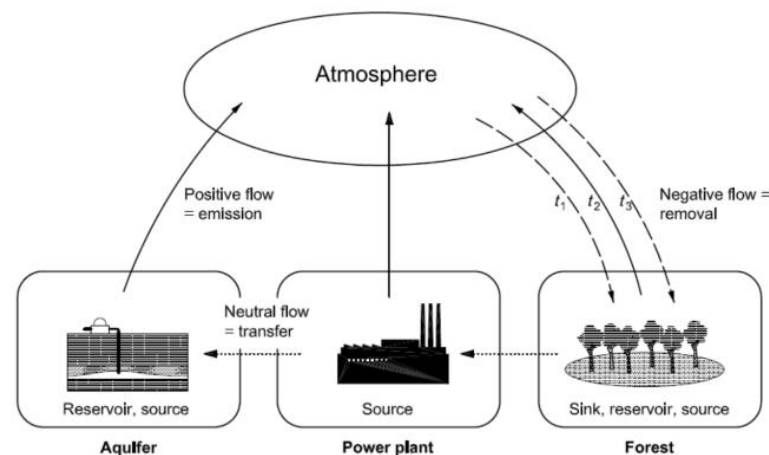 Atmosphere
Positive flow
= emission
t1
t2
t3
Negative flow =
removal
Neutral flow
= transfer
Reservoir, source
Source
Sink, reservoir, source
Aquifer
Power plant
Forest